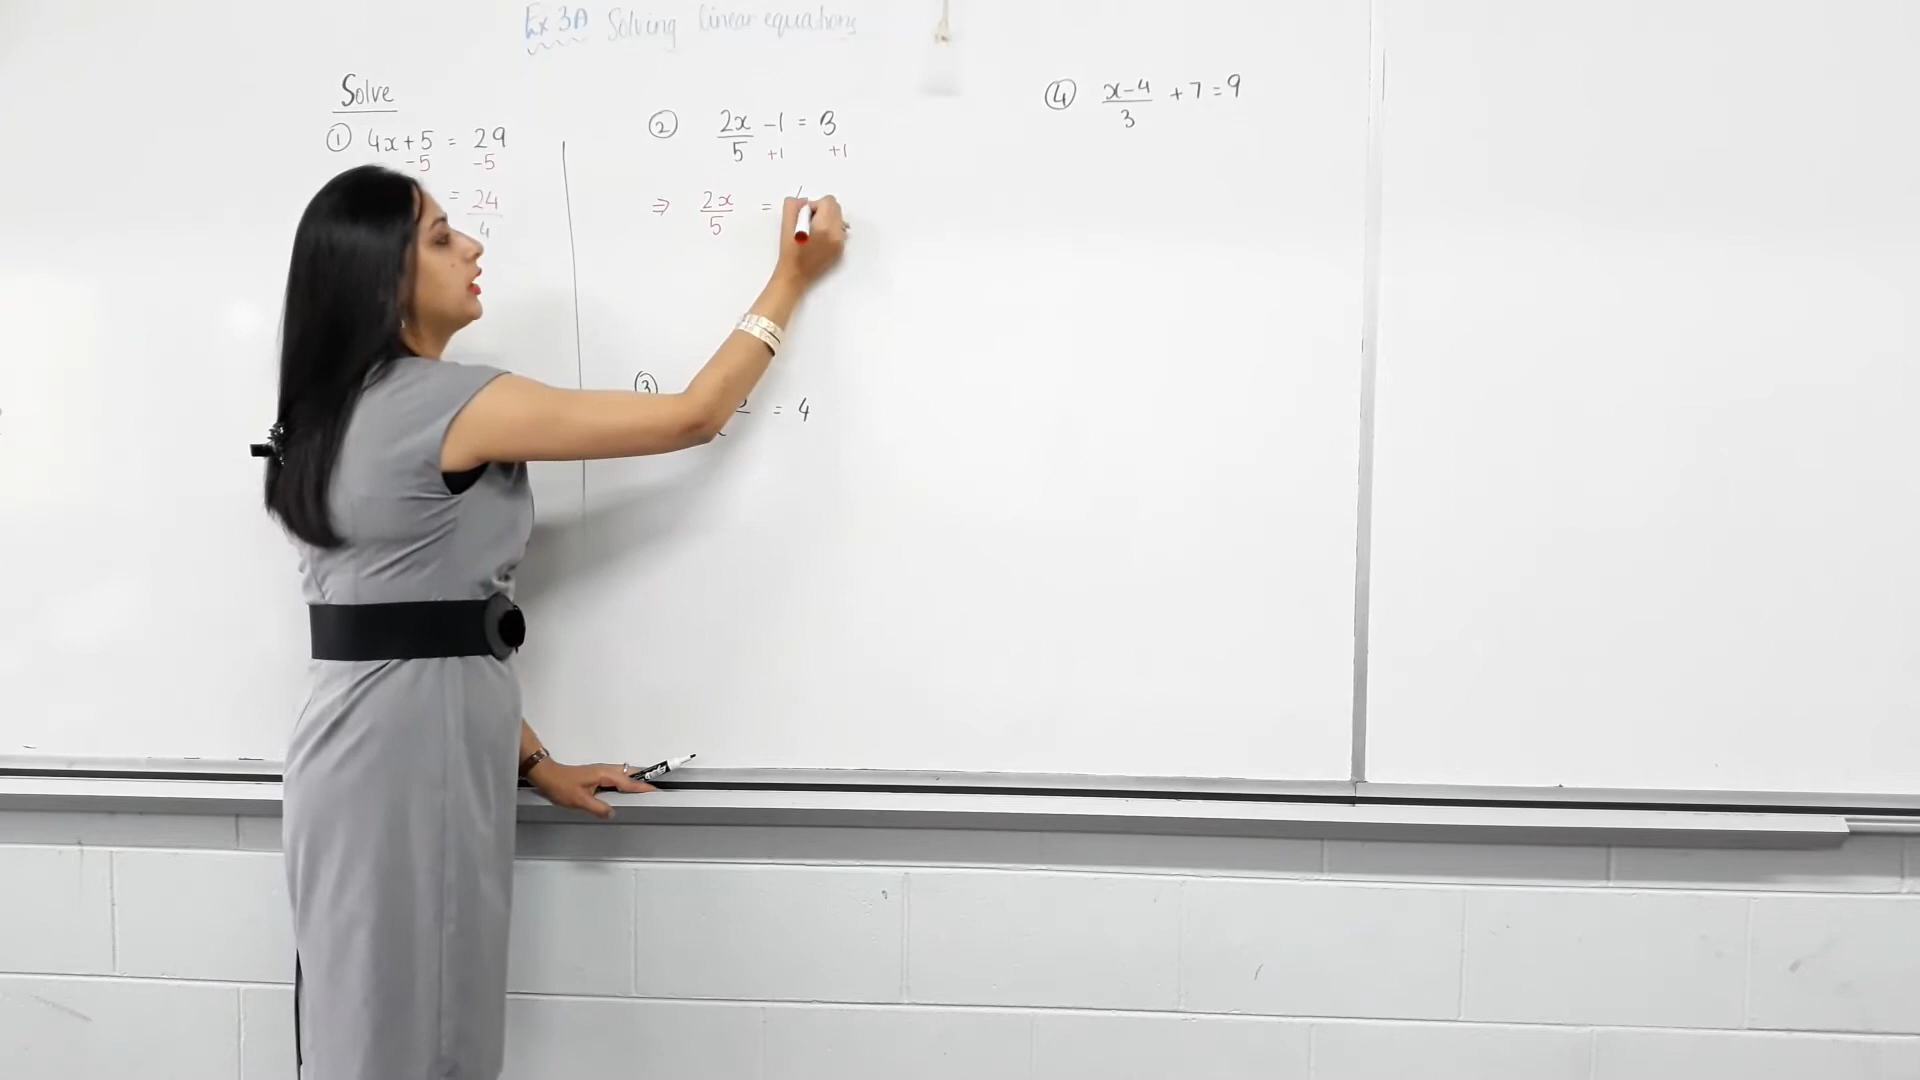 Ex 3A Solving linear equations
Solve
① 4x+5 = 29
-5 -5
= 24
4
② 2x -1 = 3
5 +1 +1
⇒ 2x =
5
③
= 4
④ x-4 + 7 = 9
3